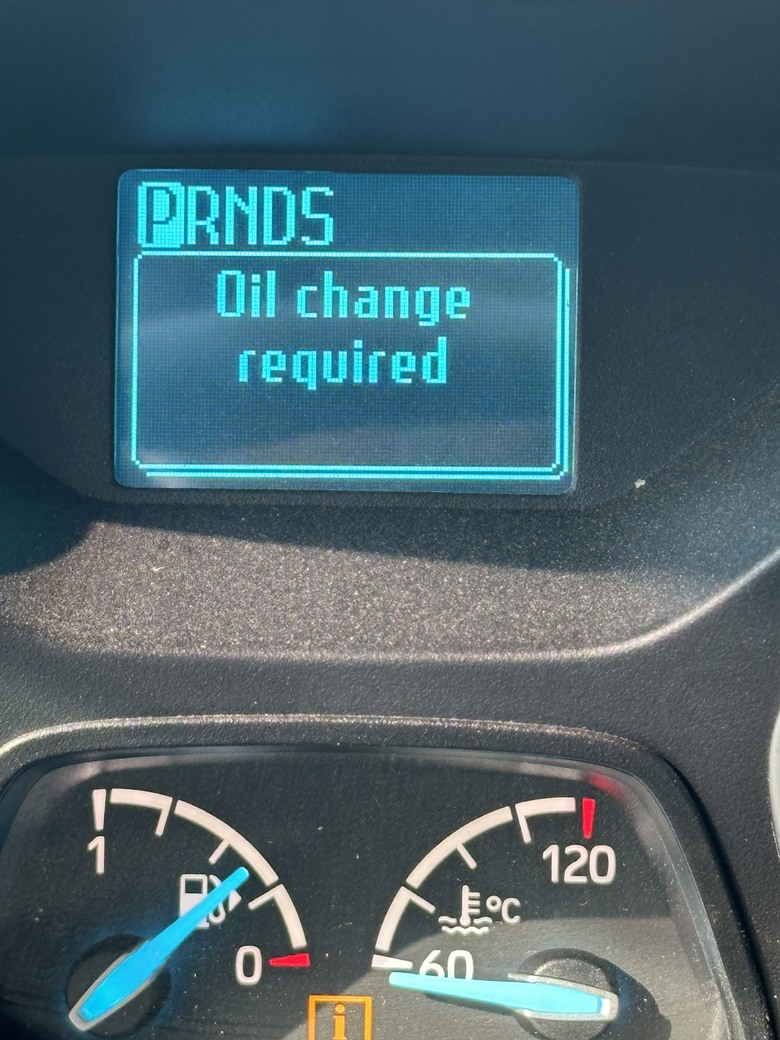 PRNDS
Oil change
required
1
0
120
°C
60
i